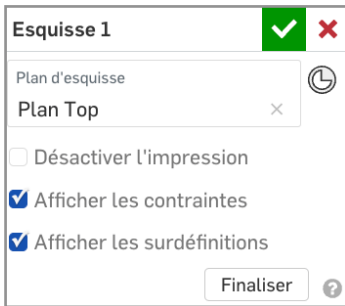 Esquisse 1
Plan d'esquisse
Plan Top
Désactiver l'impression
Afficher les contraintes
Afficher les surdéfinitions
Finaliser